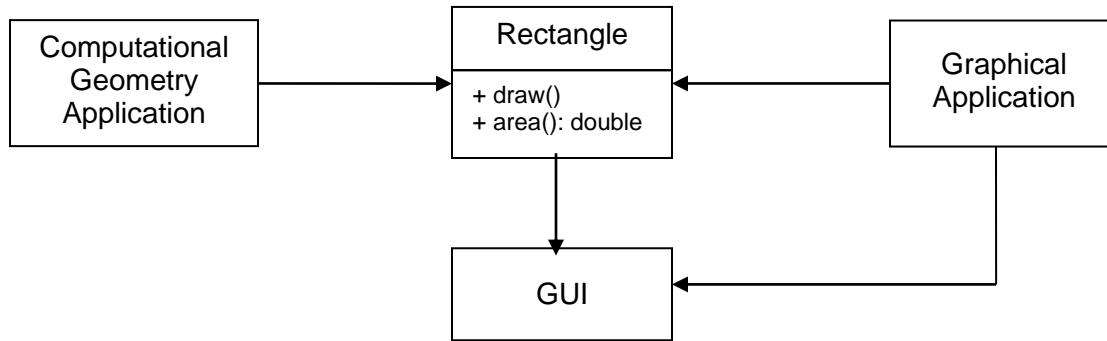 Computational
Geometry
Application
Rectangle
+ draw()
+ area(): double
Graphical
Application
GUI